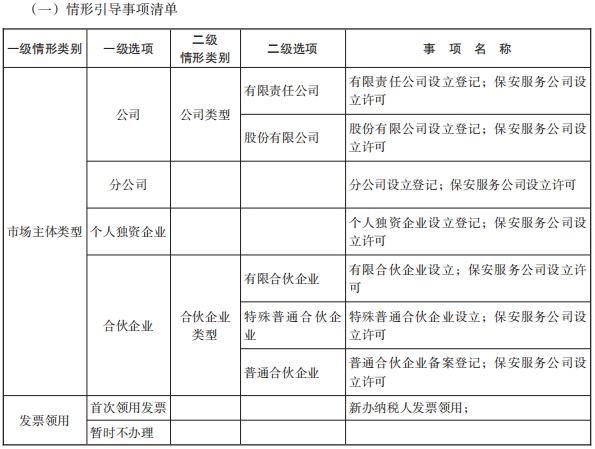 （一）情形引导事项清单
一级情形类别 一级选项 二级情形类别 二级选项 事 项 名 称
市场主体类型
公司
公司类型
有限责任公司
有限责任公司设立登记；保安服务公司设
立许可
股份有限公司
股份有限公司设立登记；保安服务公司设
立许可
分公司
分公司设立登记；保安服务公司设立许可
个人独资企业
个人独资企业设立登记；保安服务公司设
立许可
合伙企业
合伙企业
类型
有限合伙企业
有限合伙企业设立；保安服务公司设立许
可
特殊普通合伙企
业
特殊普通合伙企业设立；保安服务公司设
立许可
普通合伙企业
普通合伙企业备案登记；保安服务公司设
立许可
发票领用
首次领用发票
新办纳税人发票领用；
暂时不办理